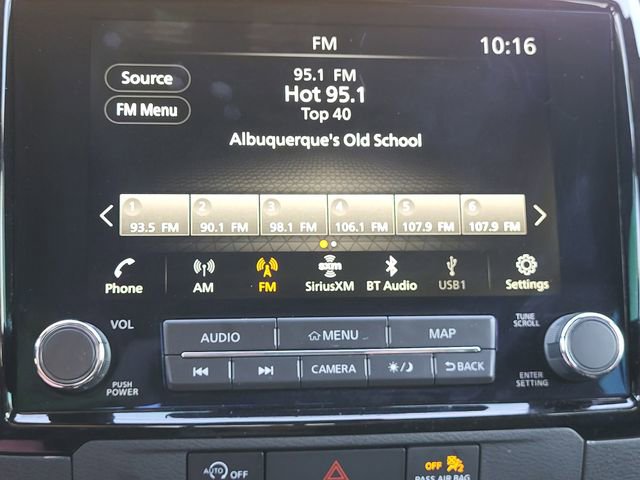 FM 10:16
Source
95.1 FM
Hot 95.1
FM Menu
Top 40
Albuquerque's Old School
1 2 3 4 5 6
93.5 FM 90.1 FM 98.1 FM 106.1 FM 107.9 FM 107.9 FM
Phone AM FM SiriusXM BT Audio USB1 Settings
sxm
VOL
AUDIO MENU MAP
TUNE
SCROLL
CAMERA BACK
PUSH
POWER
ENTER
SETTING
AUTO A OFF
OFF
PASS AIR BAG